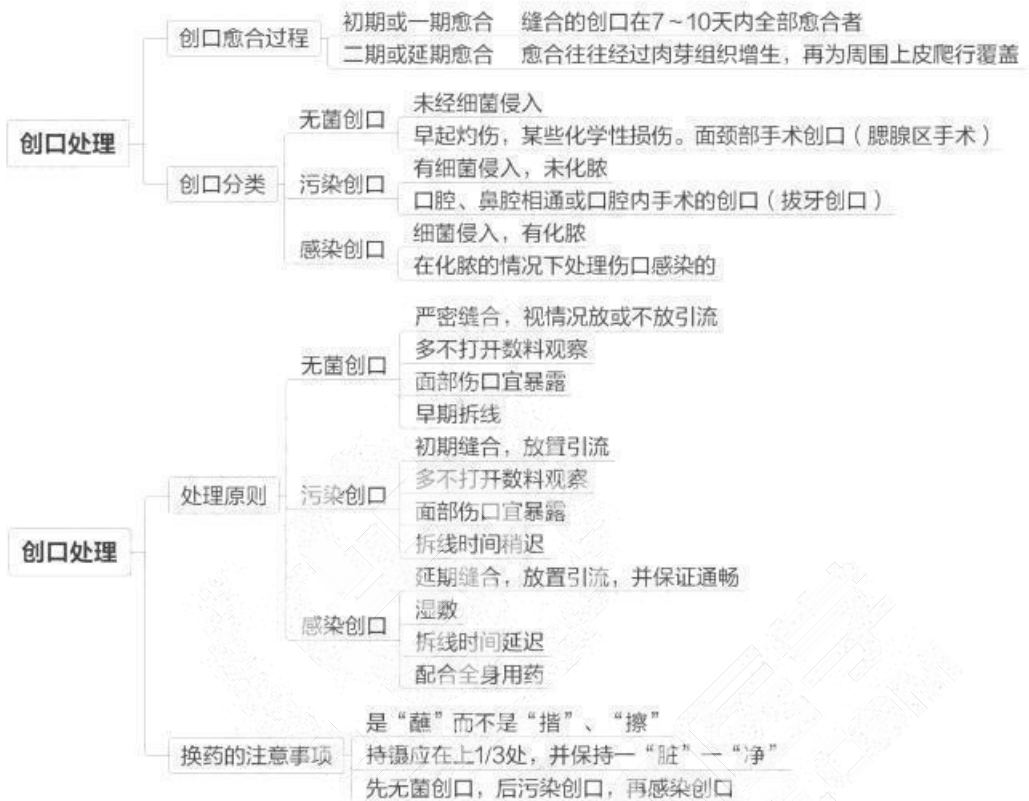 创口处理
创口愈合过程
初期或一期愈合 缝合的创口在7～10天内全部愈合者
二期或延期愈合 愈合往往经过肉芽组织增生，再为周围上皮爬行覆盖
创口分类
无菌创口
未经细菌侵入
早起灼伤，某些化学性损伤。面颈部手术创口（腮腺区手术）
污染创口
有细菌侵入，未化脓
口腔、鼻腔相通或口腔内手术的创口（拔牙创口）
感染创口
细菌侵入，有化脓
在化脓的情况下处理伤口感染的
创口处理
处理原则
无菌创口
严密缝合，视情况放或不放引流
多不打开数料观察
面部伤口宜暴露
早期拆线
污染创口
初期缝合，放置引流
多不打开数料观察
面部伤口宜暴露
拆线时间稍迟
感染创口
延期缝合，放置引流，并保证通畅
湿敷
拆线时间延迟
配合全身用药
换药的注意事项
是“蘸”而不是“揩”、“擦”
持镊应在上1/3处，并保持一“脏”一“净”
先无菌创口，后污染创口，再感染创口